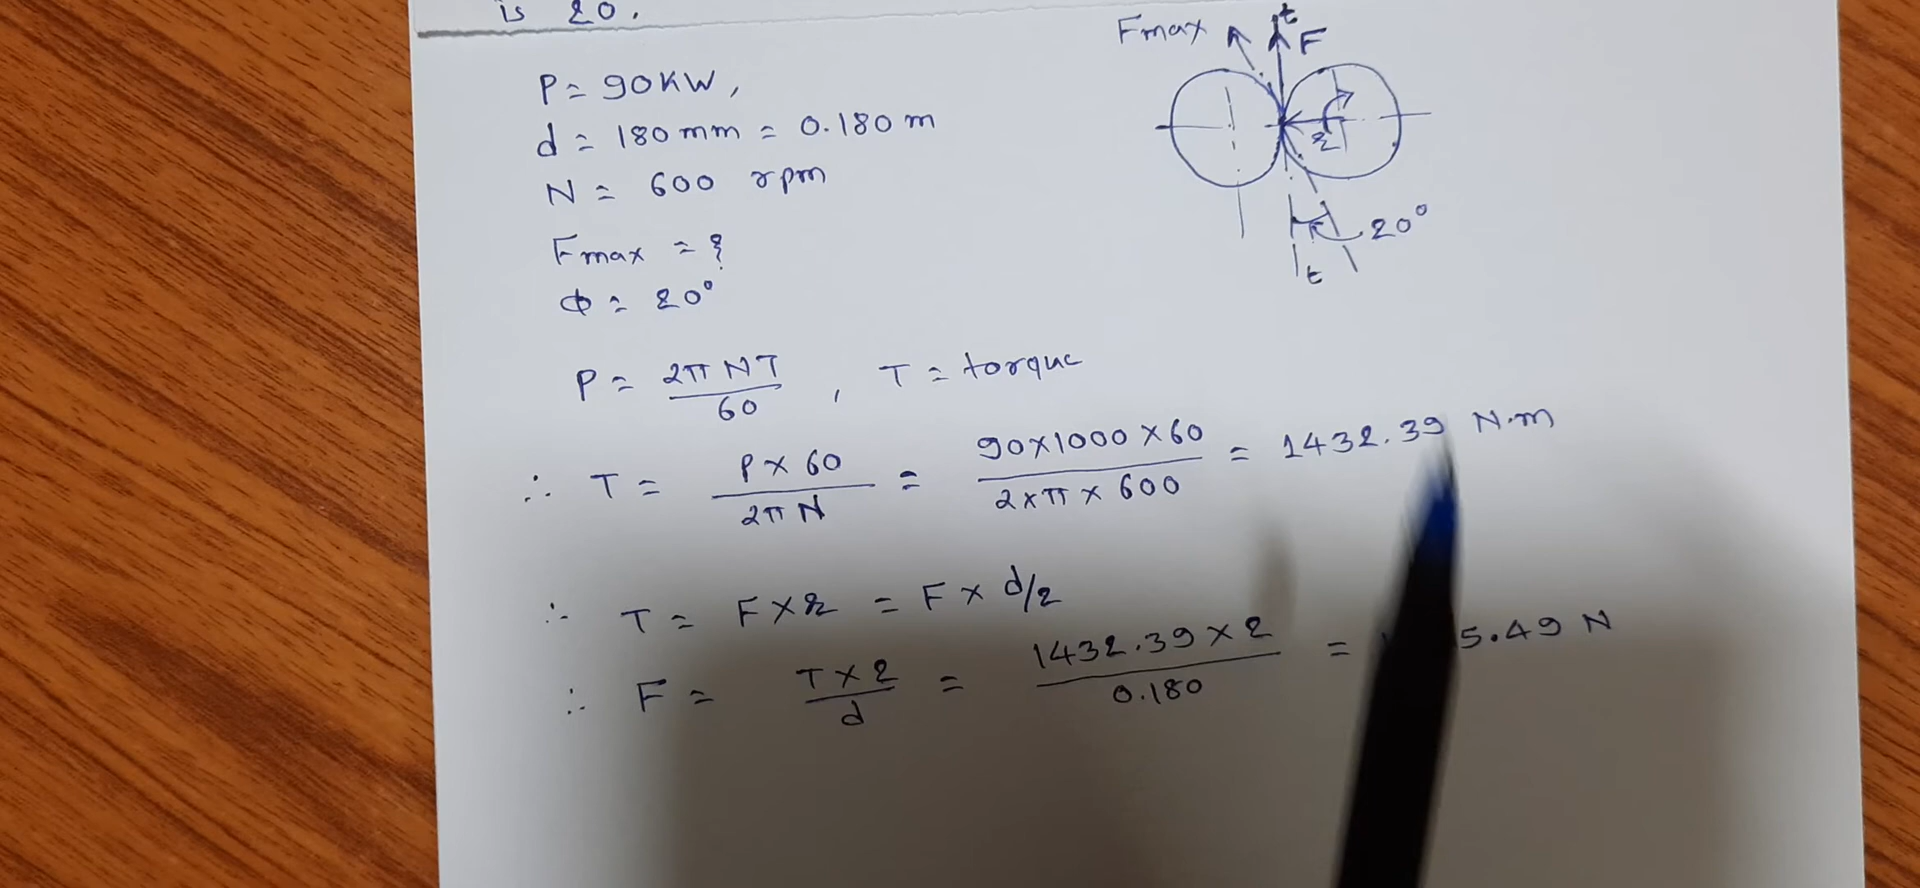 is 20.
P = 90KW,
d = 180 mm = 0.180 m
N = 600 rpm
Fmax = ?
Φ = 20°
Fmax
t
F
r
20°
t
P = 2π NT / 60 , T = torque
∴ T = P × 60 / 2π N = 90×1000×60 / 2×π×600 = 1432.39 N.m
∴ T = F×r = F× d/2
∴ F = T×2 / d = 1432.39×2 / 0.180 = 5.49 N